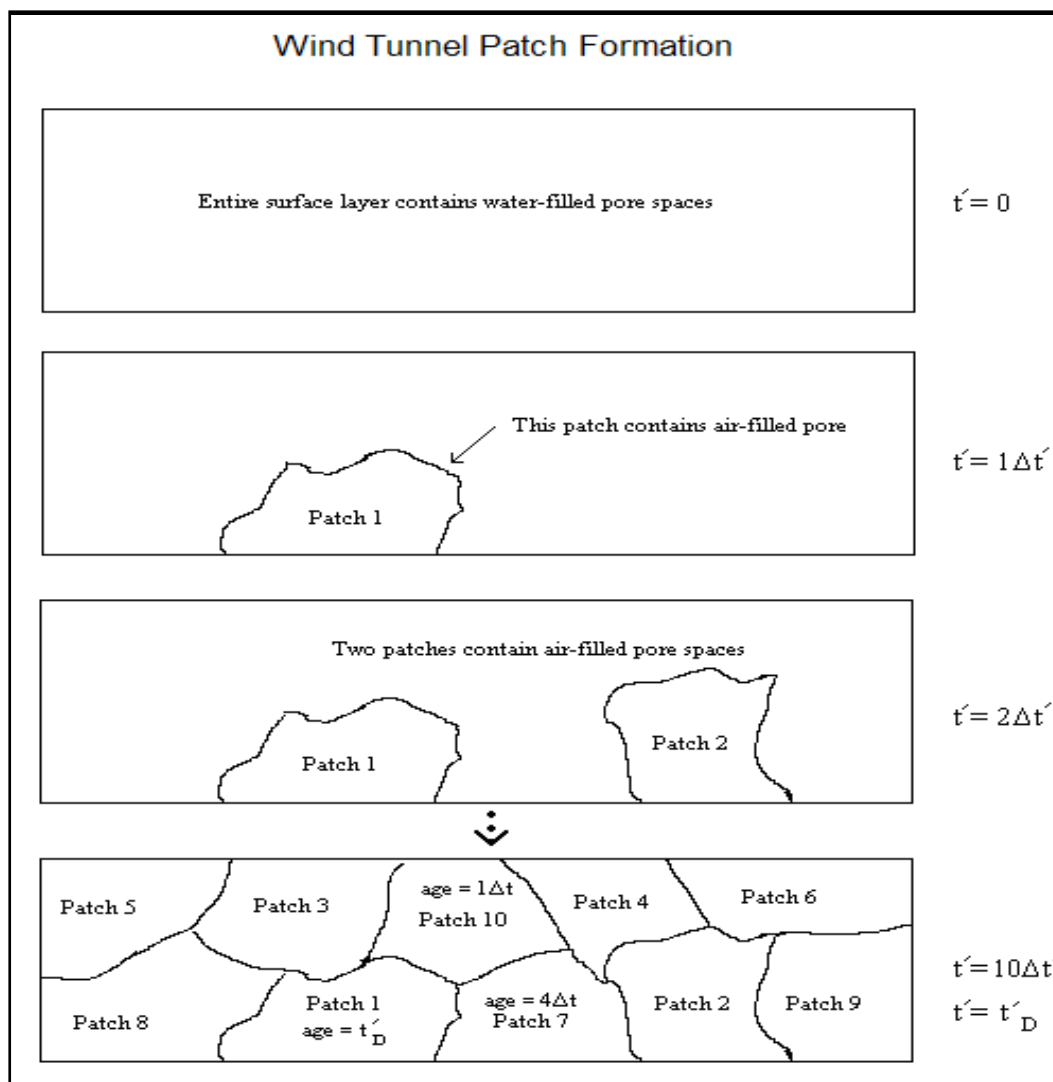 Wind Tunnel Patch Formation
Entire surface layer contains water-filled pore spaces
t′= 0
This patch contains air-filled pore
Patch 1
t′= 1Δt′
Two patches contain air-filled pore spaces
Patch 1
Patch 2
t′= 2Δt′
Patch 5
Patch 3
age = 1Δt
Patch 10
Patch 4
Patch 6
Patch 8
Patch 1
age = t′D
age = 4Δt
Patch 7
Patch 2
Patch 9
t′=10Δt
t′= t′D